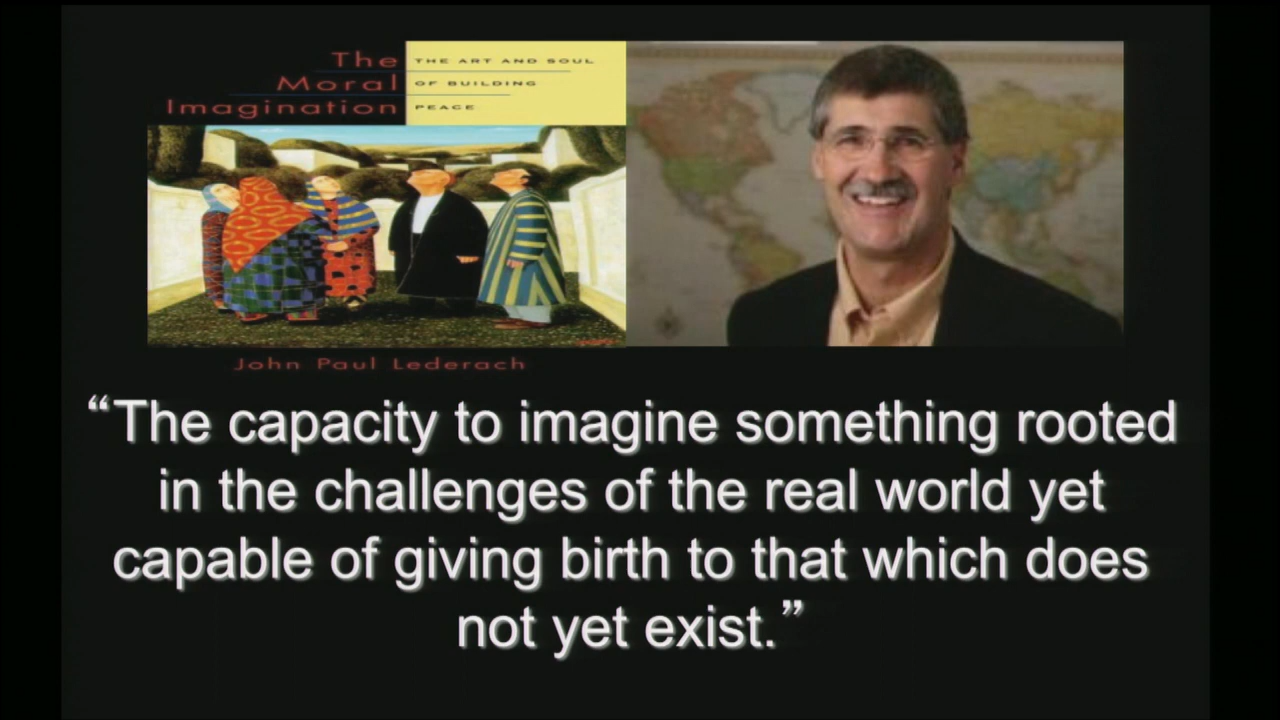 The
Moral
Imagination
THE ART AND SOUL
OF BUILDING
PEACE
John Paul Lederach
“The capacity to imagine something rooted
in the challenges of the real world yet
capable of giving birth to that which does
not yet exist.”